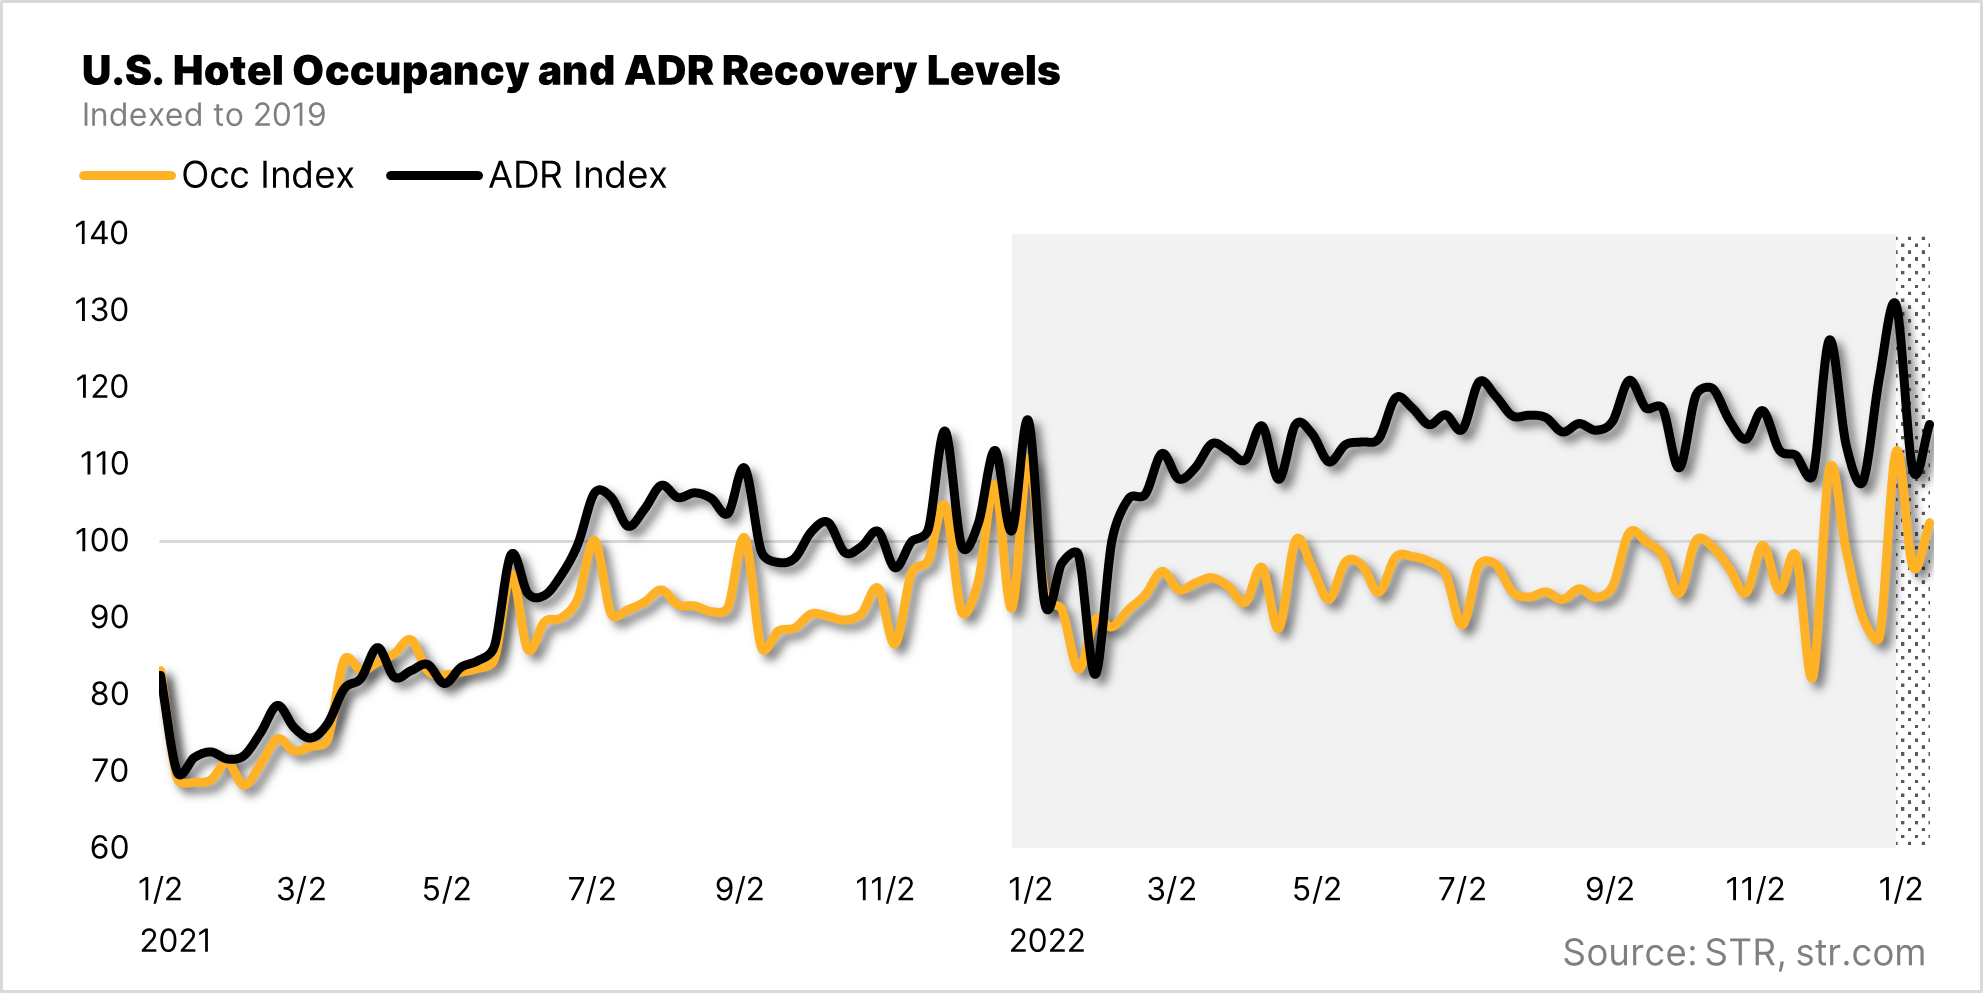 U.S. Hotel Occupancy and ADR Recovery Levels
Indexed to 2019
Occ Index ADR Index
140
130
120
110
100
90
80
70
60
1/2 3/2 5/2 7/2 9/2 11/2 1/2 3/2 5/2 7/2 9/2 11/2 1/2
2021 2022
Source: STR, str.com